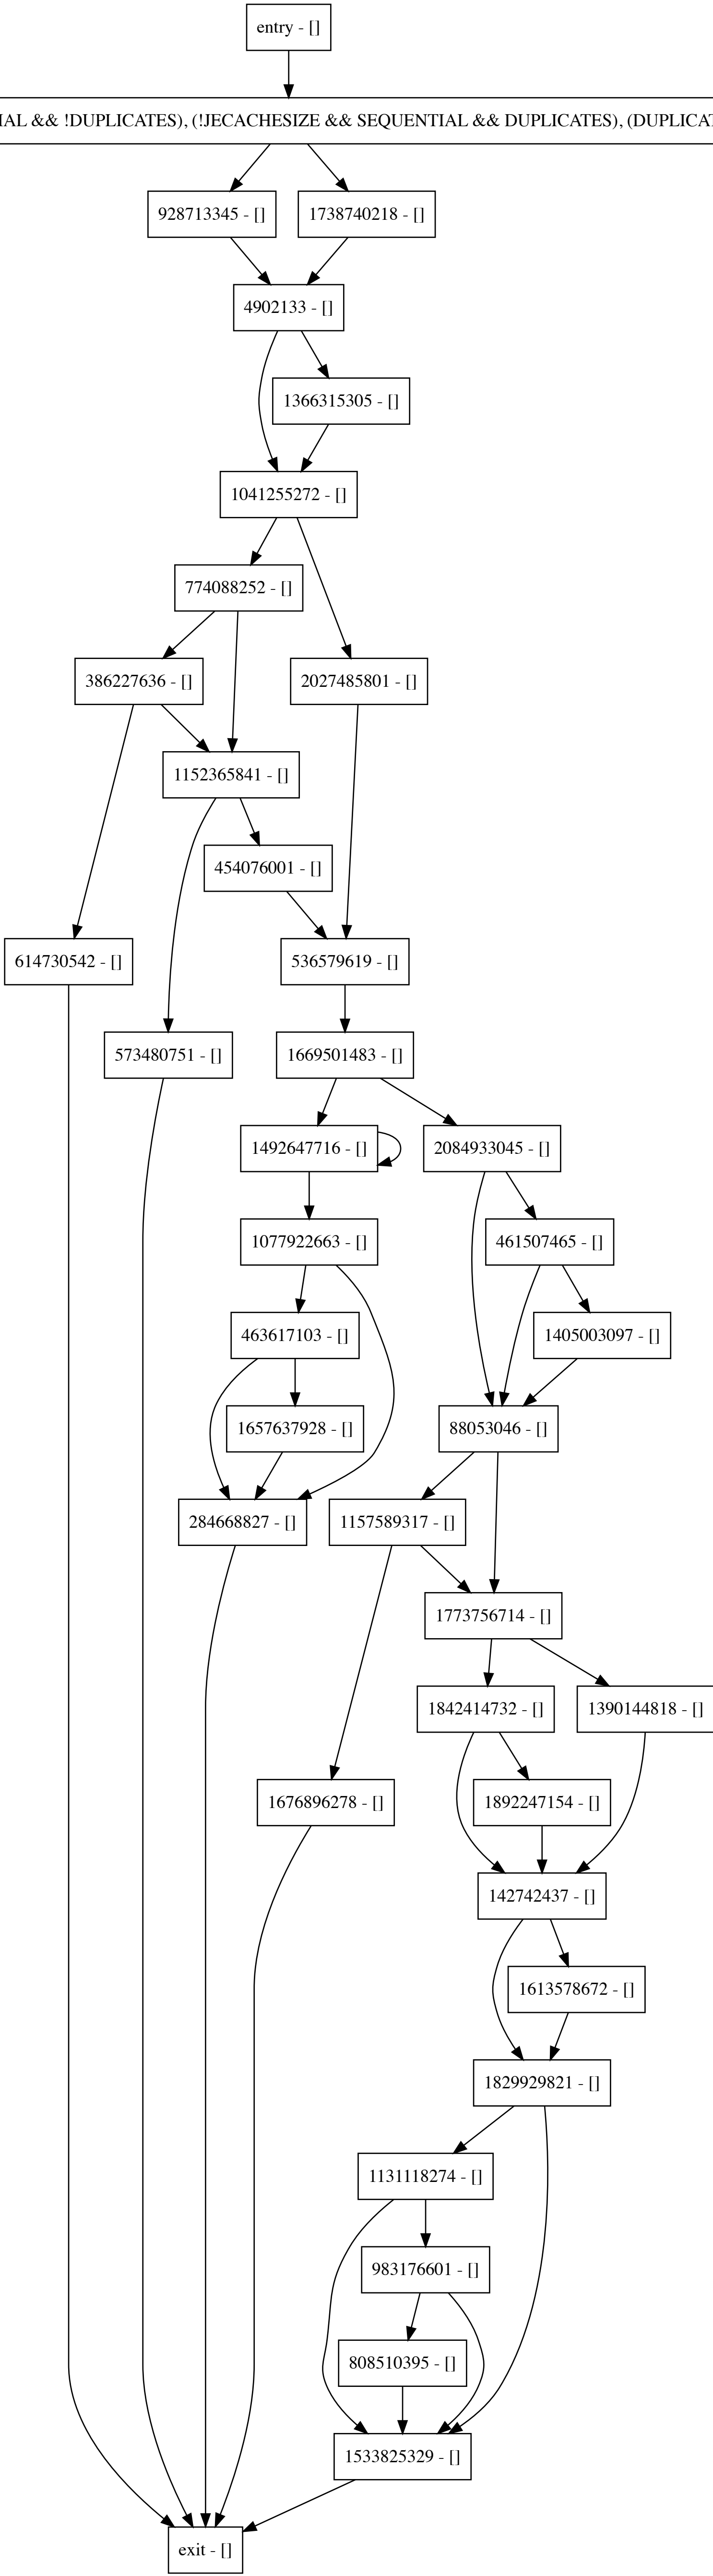 entry - []
IAL && !DUPLICATES), (!JECACHESIZE && SEQUENTIAL && DUPLICATES), (DUPLICAT
928713345 - []
1738740218 - []
4902133 - []
1366315305 - []
1041255272 - []
774088252 - []
386227636 - []
2027485801 - []
1152365841 - []
454076001 - []
614730542 - []
536579619 - []
573480751 - []
1669501483 - []
1492647716 - []
2084933045 - []
1077922663 - []
461507465 - []
463617103 - []
1405003097 - []
1657637928 - []
88053046 - []
284668827 - []
1157589317 - []
1773756714 - []
1842414732 - []
1390144818 - []
1676896278 - []
1892247154 - []
142742437 - []
1613578672 - []
1829929821 - []
1131118274 - []
983176601 - []
808510395 - []
1533825329 - []
exit - []